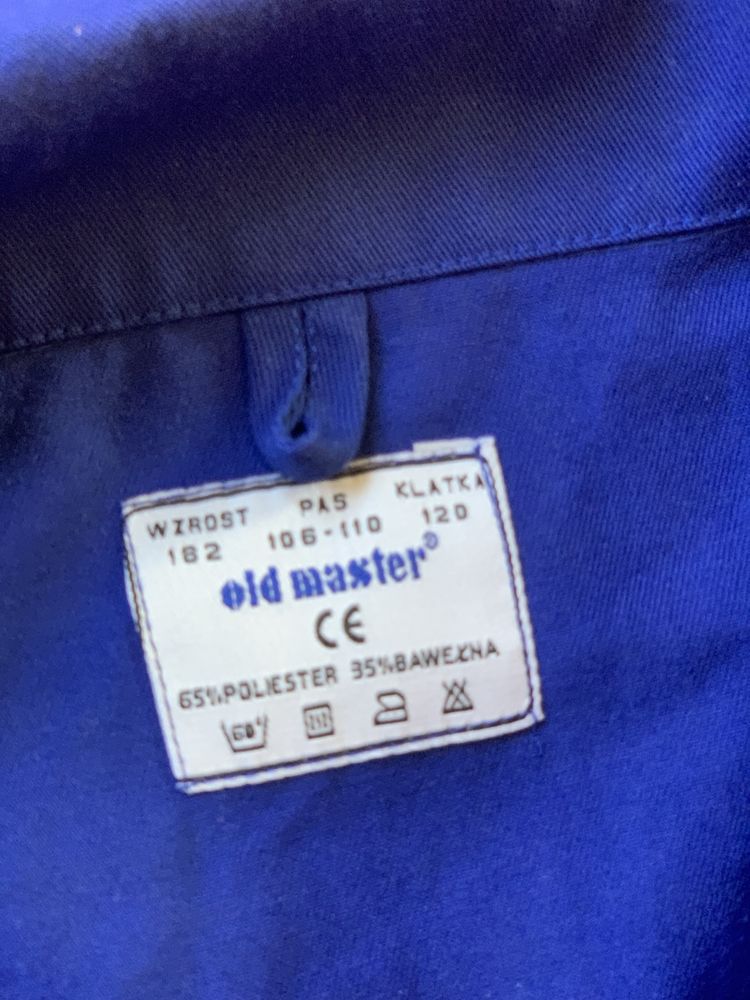 WZROST PAS KLATKA
182 106-110 120
old master®
CE
65%POLIESTER 35%BAWEŁNA
60°